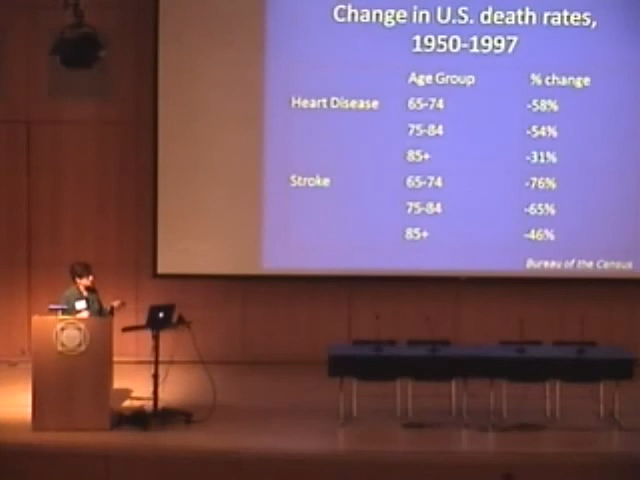 Change in U.S. death rates,
1950-1997
Age Group % change
Heart Disease 65-74 -58%
75-84 -54%
85+ -31%
Stroke 65-74 -76%
75-84 -65%
85+ -46%
Bureau of the Census